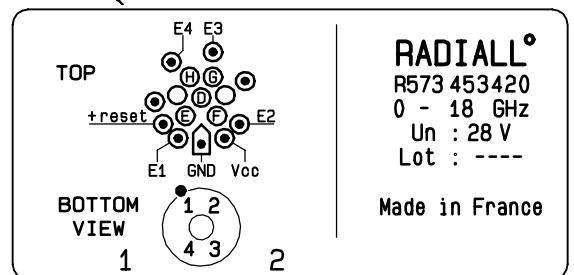 E4 E3
TOP
H G
D
+reset E F E2
E1 GND Vcc
BOTTOM
VIEW
1 2
4 3
1 2
RADIALL°
R573 453420
0 - 18 GHz
Un : 28 V
Lot : ----
Made in France